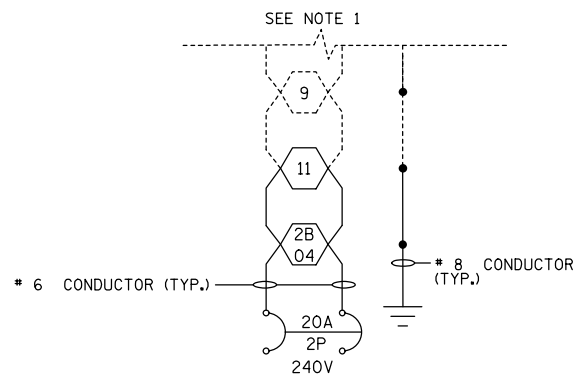 SEE NOTE 1
9
11
2B
04
# 8 CONDUCTOR
(TYP.)
# 6 CONDUCTOR (TYP.)
20A
2P
240V